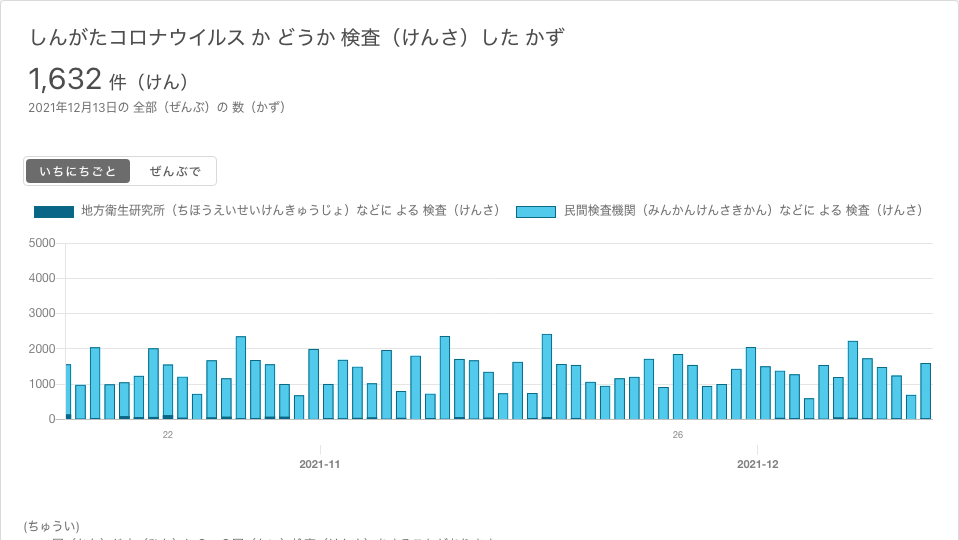 しんがたコロナウイルス か どうか 検査（けんさ）した かず
1,632 件（けん）
2021年12月13日の 全部（ぜんぶ）の 数（かず）
いちにちごと ぜんぶで
地方衛生研究所（ちほうえいせいけんきゅうじょ）などに よる 検査（けんさ） 民間検査機関（みんかんけんさきかん）などに よる 検査（けんさ）
5000
4000
3000
2000
1000
0
22 26
2021-11 2021-12
(ちゅうい)